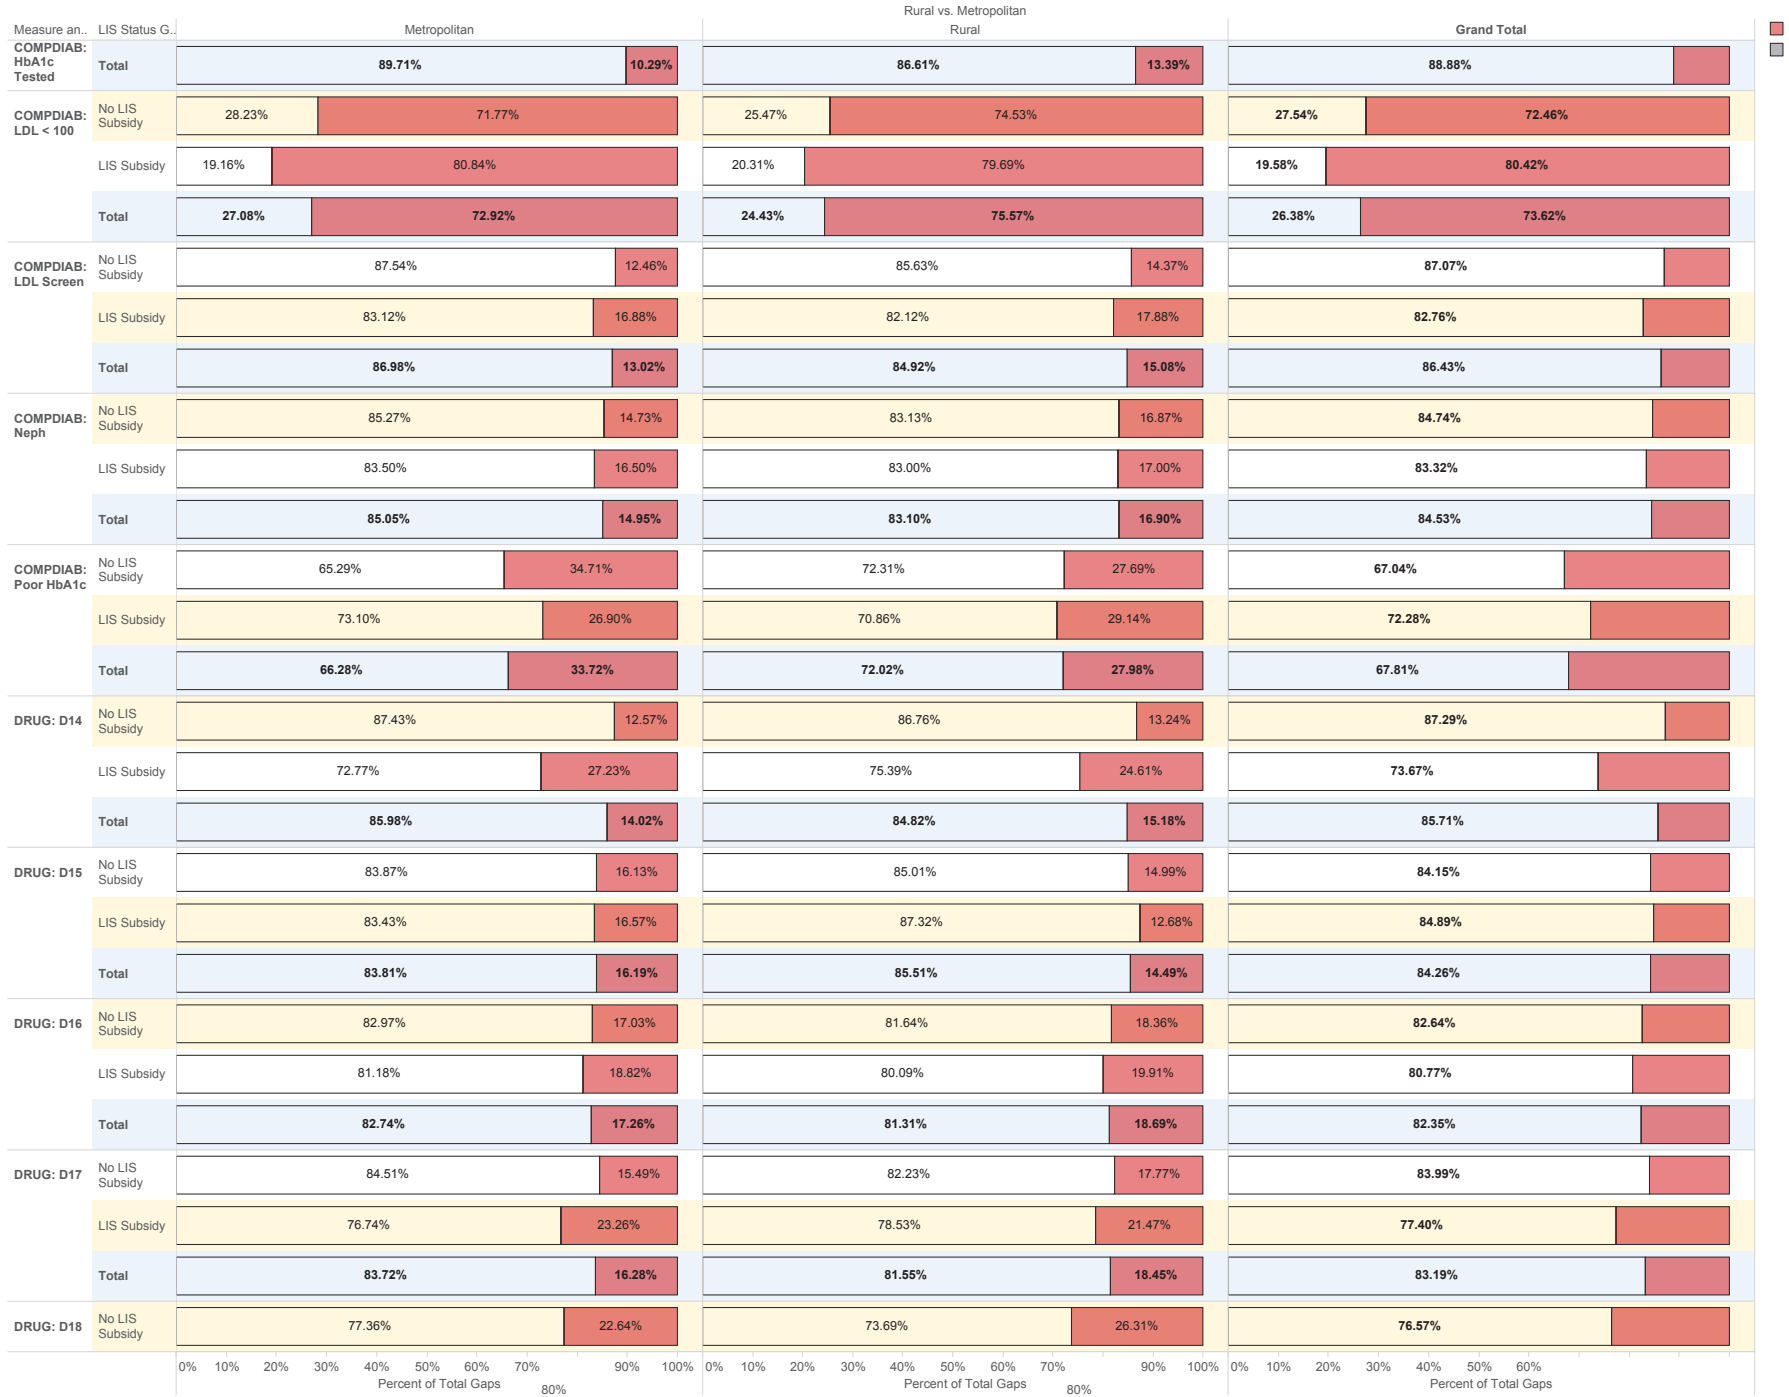 Rural vs. Metropolitan
Measure an.. LIS Status G.. Metropolitan Rural Grand Total
COMPDIAB:
HbA1c
Tested
Total 89.71% 10.29% 86.61% 13.39% 88.88%
COMPDIAB:
LDL < 100
No LIS
Subsidy
28.23% 71.77% 25.47% 74.53% 27.54% 72.46%
LIS Subsidy 19.16% 80.84% 20.31% 79.69% 19.58% 80.42%
Total 27.08% 72.92% 24.43% 75.57% 26.38% 73.62%
COMPDIAB:
LDL Screen
No LIS
Subsidy
87.54% 12.46% 85.63% 14.37% 87.07%
LIS Subsidy 83.12% 16.88% 82.12% 17.88% 82.76%
Total 86.98% 13.02% 84.92% 15.08% 86.43%
COMPDIAB:
Neph
No LIS
Subsidy
85.27% 14.73% 83.13% 16.87% 84.74%
LIS Subsidy 83.50% 16.50% 83.00% 17.00% 83.32%
Total 85.05% 14.95% 83.10% 16.90% 84.53%
COMPDIAB:
Poor HbA1c
No LIS
Subsidy
65.29% 34.71% 72.31% 27.69% 67.04%
LIS Subsidy 73.10% 26.90% 70.86% 29.14% 72.28%
Total 66.28% 33.72% 72.02% 27.98% 67.81%
DRUG: D14
No LIS
Subsidy
87.43% 12.57% 86.76% 13.24% 87.29%
LIS Subsidy 72.77% 27.23% 75.39% 24.61% 73.67%
Total 85.98% 14.02% 84.82% 15.18% 85.71%
DRUG: D15
No LIS
Subsidy
83.87% 16.13% 85.01% 14.99% 84.15%
LIS Subsidy 83.43% 16.57% 87.32% 12.68% 84.89%
Total 83.81% 16.19% 85.51% 14.49% 84.26%
DRUG: D16
No LIS
Subsidy
82.97% 17.03% 81.64% 18.36% 82.64%
LIS Subsidy 81.18% 18.82% 80.09% 19.91% 80.77%
Total 82.74% 17.26% 81.31% 18.69% 82.35%
DRUG: D17
No LIS
Subsidy
84.51% 15.49% 82.23% 17.77% 83.99%
LIS Subsidy 76.74% 23.26% 78.53% 21.47% 77.40%
Total 83.72% 16.28% 81.55% 18.45% 83.19%
DRUG: D18
No LIS
Subsidy
77.36% 22.64% 73.69% 26.31% 76.57%
0% 10% 20% 30% 40% 50% 60% 70% 90% 100% 0% 10% 20% 30% 40% 50% 60% 70% 90% 100% 0% 10% 20% 30% 40% 50% 60%
Percent of Total Gaps Percent of Total Gaps Percent of Total Gaps
80% 80%